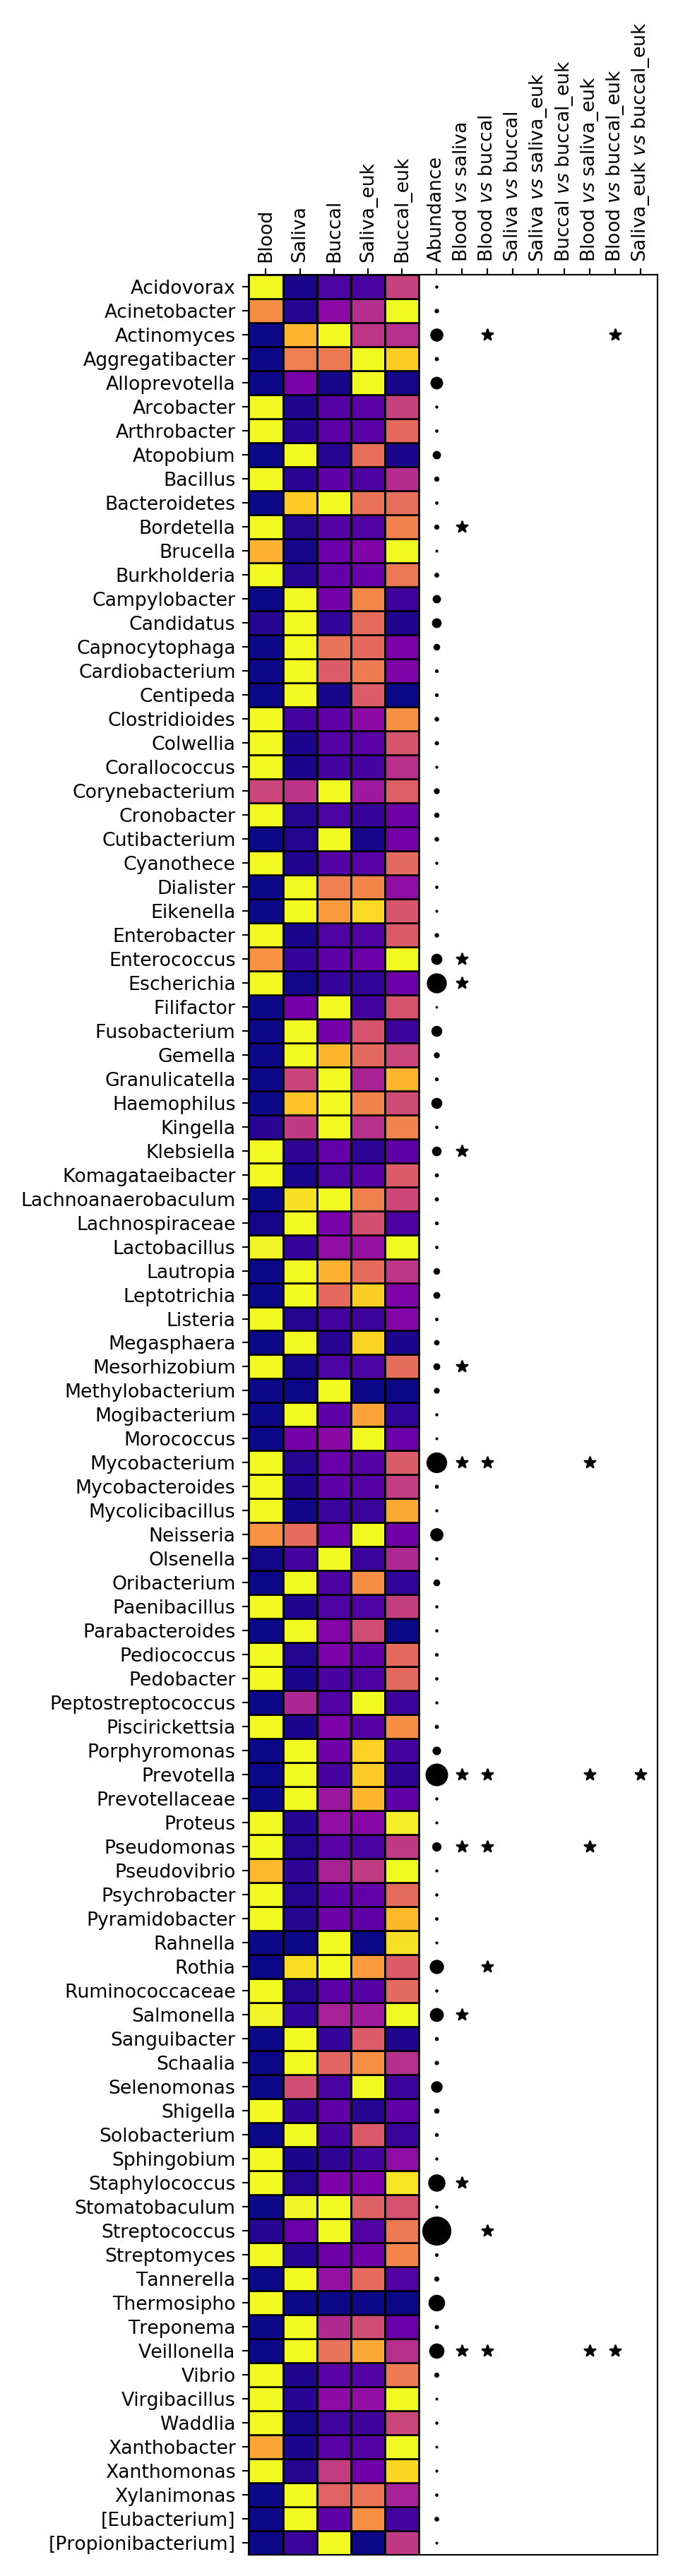 Blood
Saliva
Buccal
Saliva_euk
Buccal_euk
Abundance
Blood vs saliva
Blood vs buccal
Saliva vs buccal
Saliva vs saliva_euk
Buccal vs buccal_euk
Blood vs saliva_euk
Blood vs buccal_euk
Saliva_euk vs buccal_euk
Acidovorax
Acinetobacter
Actinomyces
Aggregatibacter
Alloprevotella
Arcobacter
Arthrobacter
Atopobium
Bacillus
Bacteroidetes
Bordetella
Brucella
Burkholderia
Campylobacter
Candidatus
Capnocytophaga
Cardiobacterium
Centipeda
Clostridioides
Colwellia
Corallococcus
Corynebacterium
Cronobacter
Cutibacterium
Cyanothece
Dialister
Eikenella
Enterobacter
Enterococcus
Escherichia
Filifactor
Fusobacterium
Gemella
Granulicatella
Haemophilus
Kingella
Klebsiella
Komagataeibacter
Lachnoanaerobaculum
Lachnospiraceae
Lactobacillus
Lautropia
Leptotrichia
Listeria
Megasphaera
Mesorhizobium
Methylobacterium
Mogibacterium
Morococcus
Mycobacterium
Mycobacteroides
Mycolicibacillus
Neisseria
Olsenella
Oribacterium
Paenibacillus
Parabacteroides
Pediococcus
Pedobacter
Peptostreptococcus
Piscirickettsia
Porphyromonas
Prevotella
Prevotellaceae
Proteus
Pseudomonas
Pseudovibrio
Psychrobacter
Pyramidobacter
Rahnella
Rothia
Ruminococcaceae
Salmonella
Sanguibacter
Schaalia
Selenomonas
Shigella
Solobacterium
Sphingobium
Staphylococcus
Stomatobaculum
Streptococcus
Streptomyces
Tannerella
Thermosipho
Treponema
Veillonella
Vibrio
Virgibacillus
Waddlia
Xanthobacter
Xanthomonas
Xylanimonas
[Eubacterium]
[Propionibacterium]